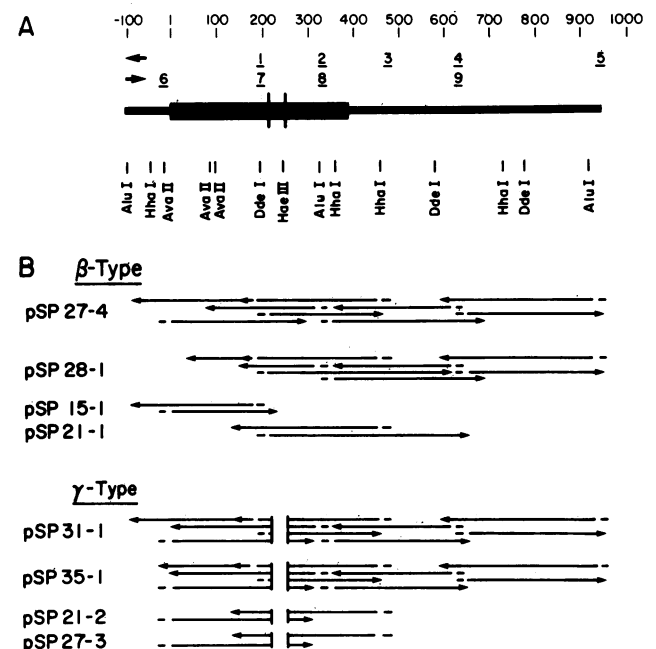 A
-100 1 100 200 300 400 500 600 700 800 900 1000
1 2 3 4 5
6 7 8 9
Alu I
Hha I
Ava II
Ava II
Ava II
Dde I
Hae III
Alu I
Hha I
Hha I
Dde I
Hha I
Dde I
Alu I
B
β-Type
pSP 27-4
pSP 28-1
pSP 15-1
pSP 21-1
γ-Type
pSP 31-1
pSP 35-1
pSP 21-2
pSP 27-3